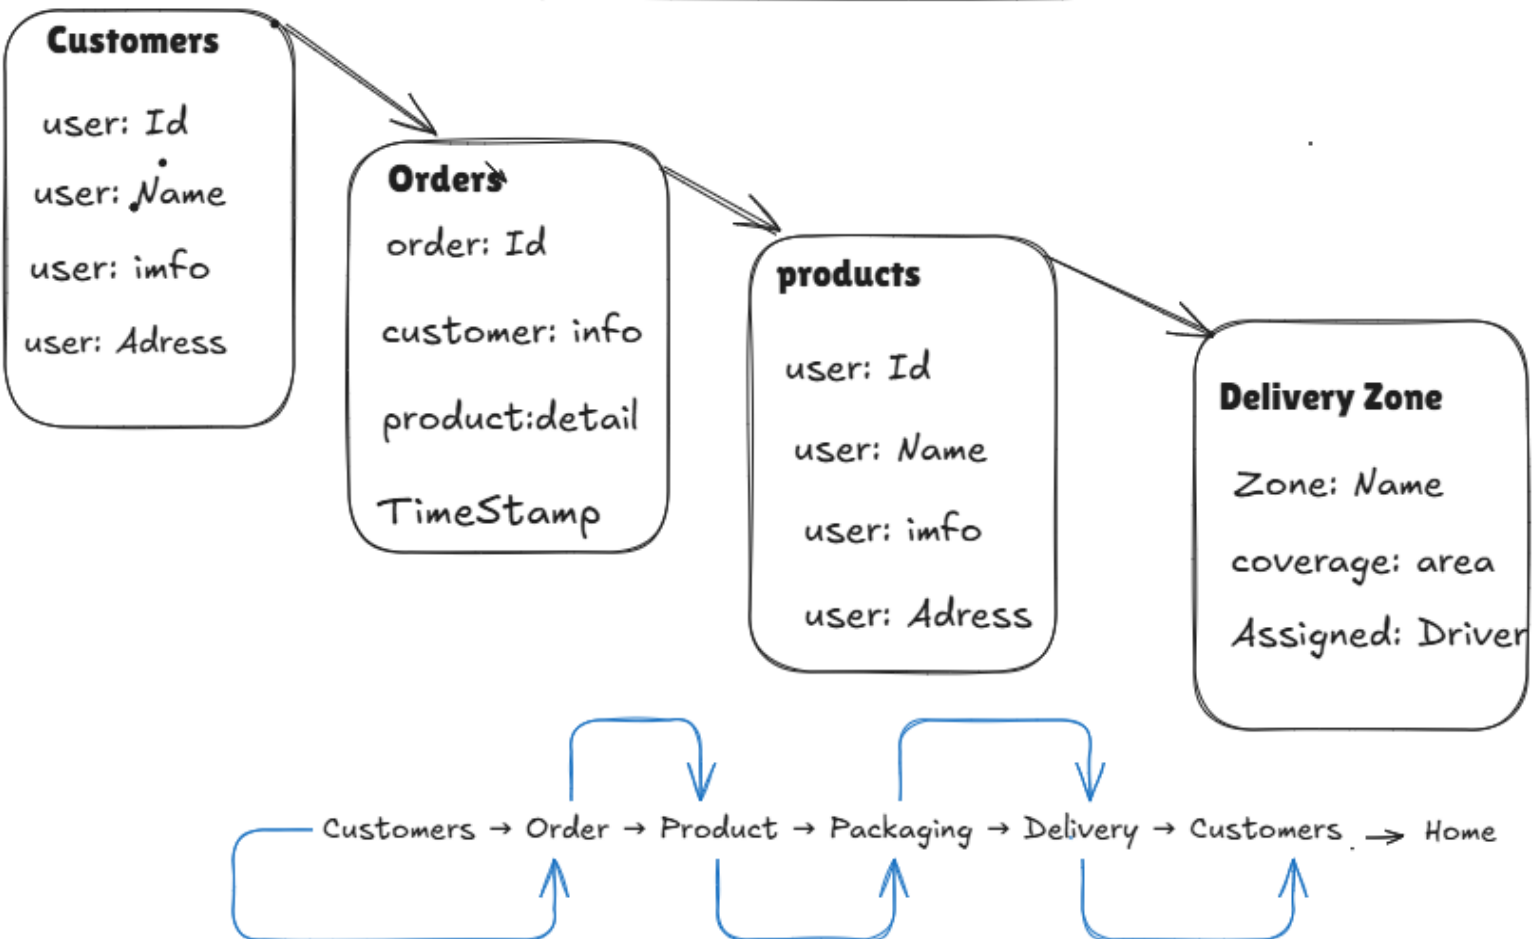 Customers
user: Id
user: Name
user: imfo
user: Adress
Orders
order: Id
customer: info
product:detail
TimeStamp
products
user: Id
user: Name
user: imfo
user: Adress
Delivery Zone
Zone: Name
coverage: area
Assigned: Driver
Customers → Order → Product → Packaging → Delivery → Customers → Home